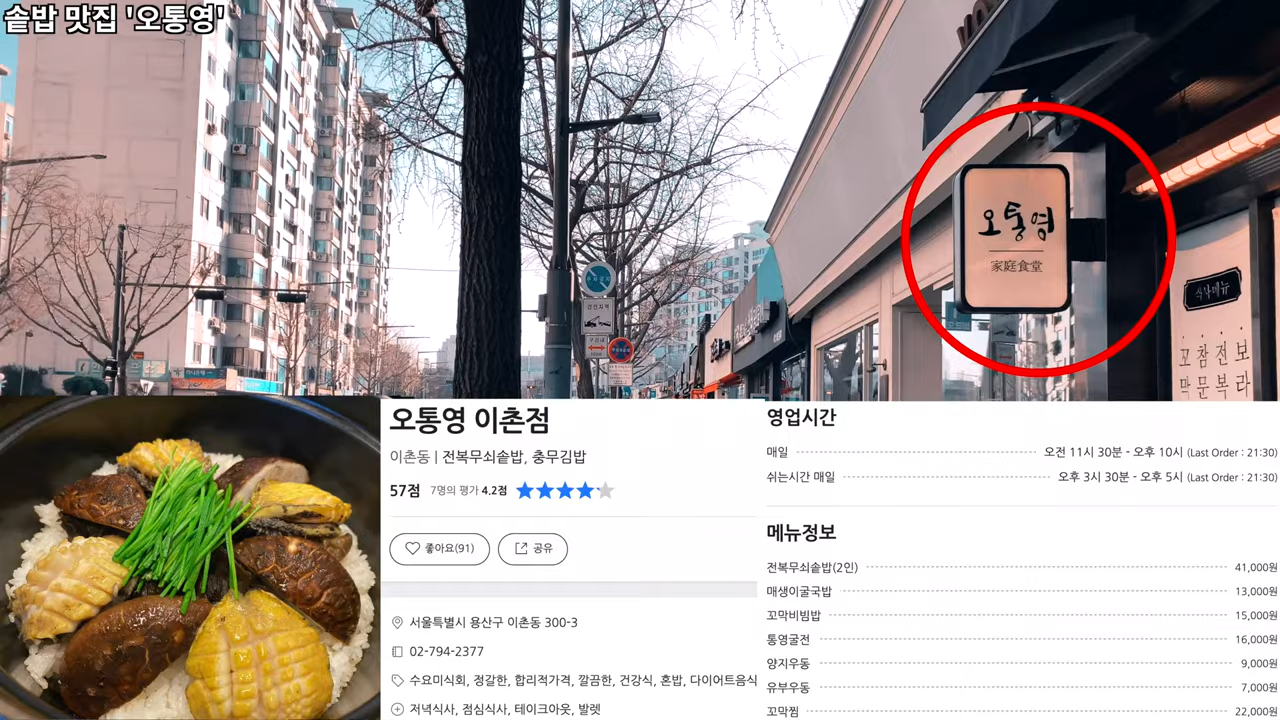 솥밥 맛집 '오통영'
오통영
家庭食堂
식사메뉴
꼬 참 전 보
막 문 복 라
견인지역
오통영 이촌점
이촌동 | 전복무쇠솥밥, 충무김밥
57점 7명의 평가 4.2점
좋아요(91) 공유
서울특별시 용산구 이촌동 300-3
02-794-2377
수요미식회, 정갈한, 합리적가격, 깔끔한, 건강식, 혼밥, 다이어트음식
저녁식사, 점심식사, 테이크아웃, 발렛
영업시간
매일 오전 11시 30분 - 오후 10시 (Last Order : 21:30)
쉬는시간 매일 오후 3시 30분 - 오후 5시 (Last Order : 21:30)
메뉴정보
전복무쇠솥밥(2인) 41,000원
매생이굴국밥 13,000원
꼬막비빔밥 15,000원
통영굴전 16,000원
양지우동 9,000원
유부우동 7,000원
꼬막찜 22,000원